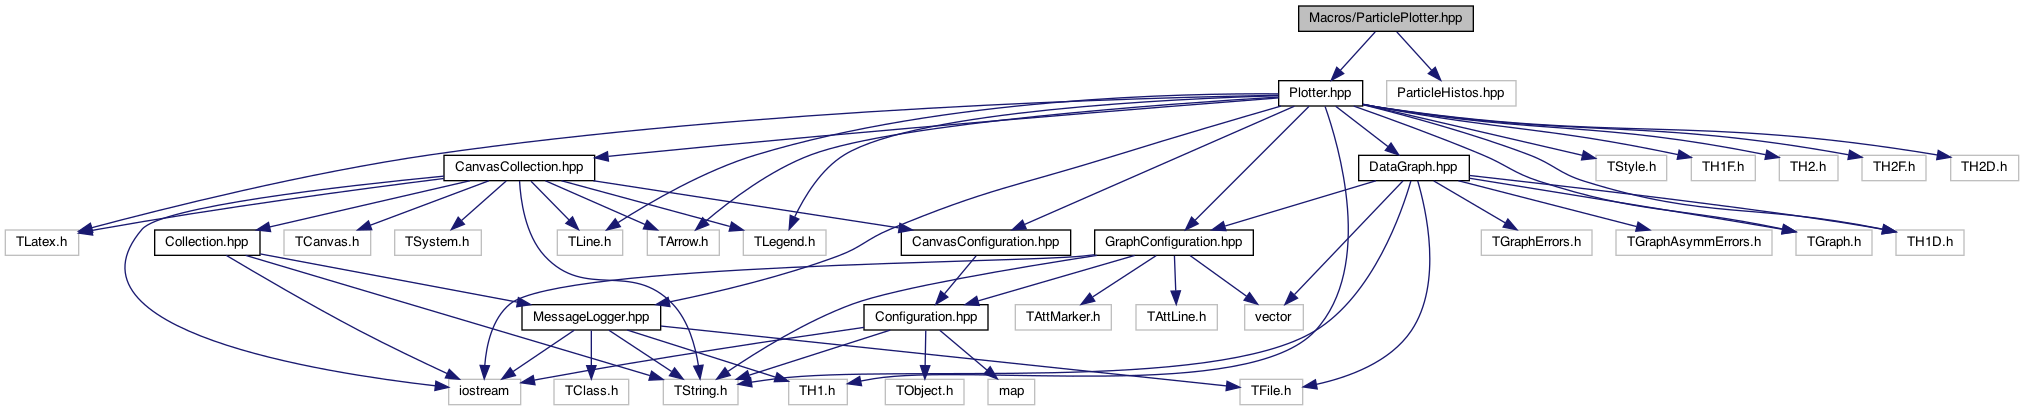 Macros/ParticlePlotter.hpp
Plotter.hpp
ParticleHistos.hpp
CanvasCollection.hpp
DataGraph.hpp
TStyle.h
TH1F.h
TH2.h
TH2F.h
TH2D.h
TLatex.h
Collection.hpp
TCanvas.h
TSystem.h
TLine.h
TArrow.h
TLegend.h
CanvasConfiguration.hpp
GraphConfiguration.hpp
TGraphErrors.h
TGraphAsymmErrors.h
TGraph.h
TH1D.h
MessageLogger.hpp
Configuration.hpp
TAttMarker.h
TAttLine.h
vector
iostream
TClass.h
TString.h
TH1.h
TObject.h
map
TFile.h